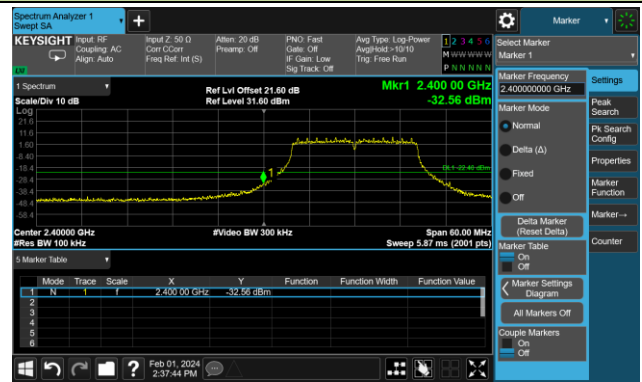 Spectrum Analyzer 1
Swept SA
+
Marker
KEYSIGHT
Input: RF
Coupling: AC
Align: Auto
Input Z: 50 Ω
Corr CCorr
Freq Ref: Int (S)
Atten: 20 dB
Preamp: Off
PNO: Fast
Gate: Off
IF Gain: Low
Sig Track: Off
Avg Type: Log-Power
Avg|Hold:>10/10
Trig: Free Run
1 2 3 4 5 6
M W W W W W
P N N N N N
LW
Select Marker
Marker 1
1 Spectrum
Scale/Div 10 dB
Log
Ref Lvl Offset 21.60 dB
Ref Level 31.60 dBm
Mkr1 2.400 00 GHz
-32.56 dBm
21.6
11.6
1.60
-8.40
-18.4
-28.4
-38.4
-48.4
-58.4
1
DL1 -22.46 dBm
Center 2.40000 GHz
#Res BW 100 kHz
#Video BW 300 kHz
Span 60.00 MHz
Sweep 5.87 ms (2001 pts)
5 Marker Table
Mode Trace Scale X Y Function Function Width Function Value
1 N 1 f 2.400 00 GHz -32.56 dBm
2
3
4
5
6
Marker Frequency
2.400000000 GHz
Marker Mode
Normal
Delta (Δ)
Fixed
Off
Delta Marker
(Reset Delta)
Marker Table
On
Off
Marker Settings
Diagram
All Markers Off
Couple Markers
On
Off
Settings
Peak
Search
Pk Search
Config
Properties
Marker
Function
Marker→
Counter
?
Feb 01, 2024
2:37:44 PM